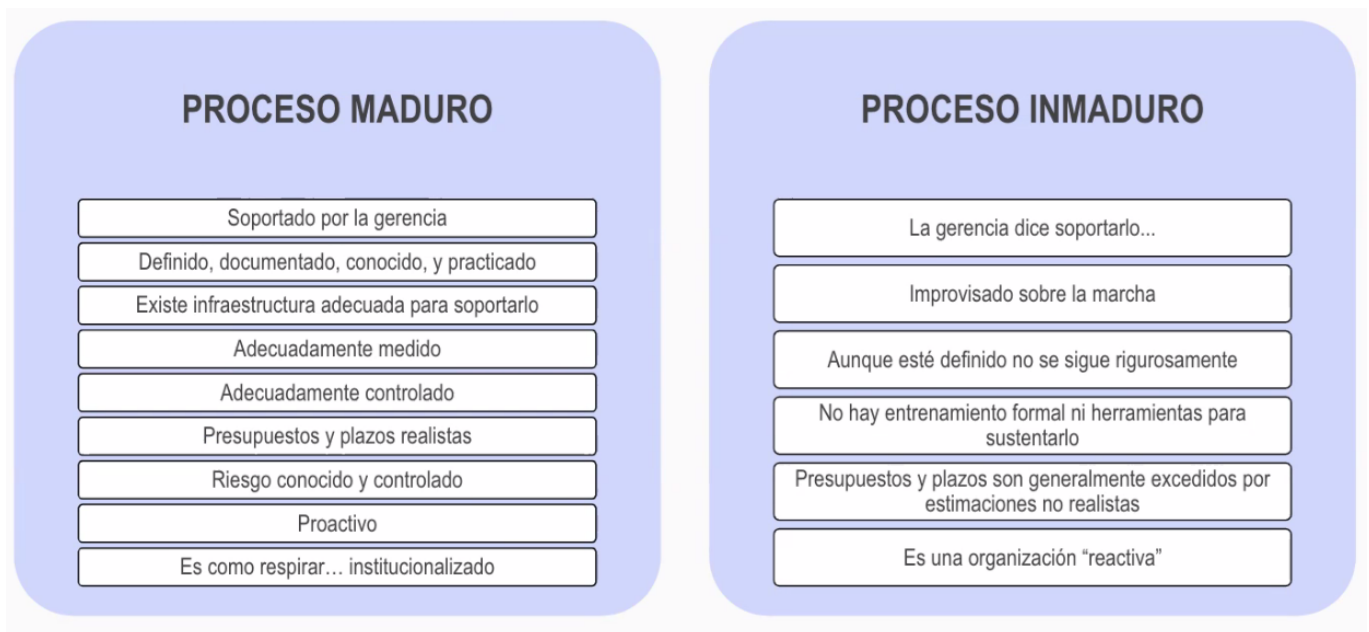 PROCESO MADURO
Soportado por la gerencia
Definido, documentado, conocido, y practicado
Existe infraestructura adecuada para soportarlo
Adecuadamente medido
Adecuadamente controlado
Presupuestos y plazos realistas
Riesgo conocido y controlado
Proactivo
Es como respirar… institucionalizado
PROCESO INMADURO
La gerencia dice soportarlo...
Improvisado sobre la marcha
Aunque esté definido no se sigue rigurosamente
No hay entrenamiento formal ni herramientas para
sustentarlo
Presupuestos y plazos son generalmente excedidos por
estimaciones no realistas
Es una organización “reactiva”